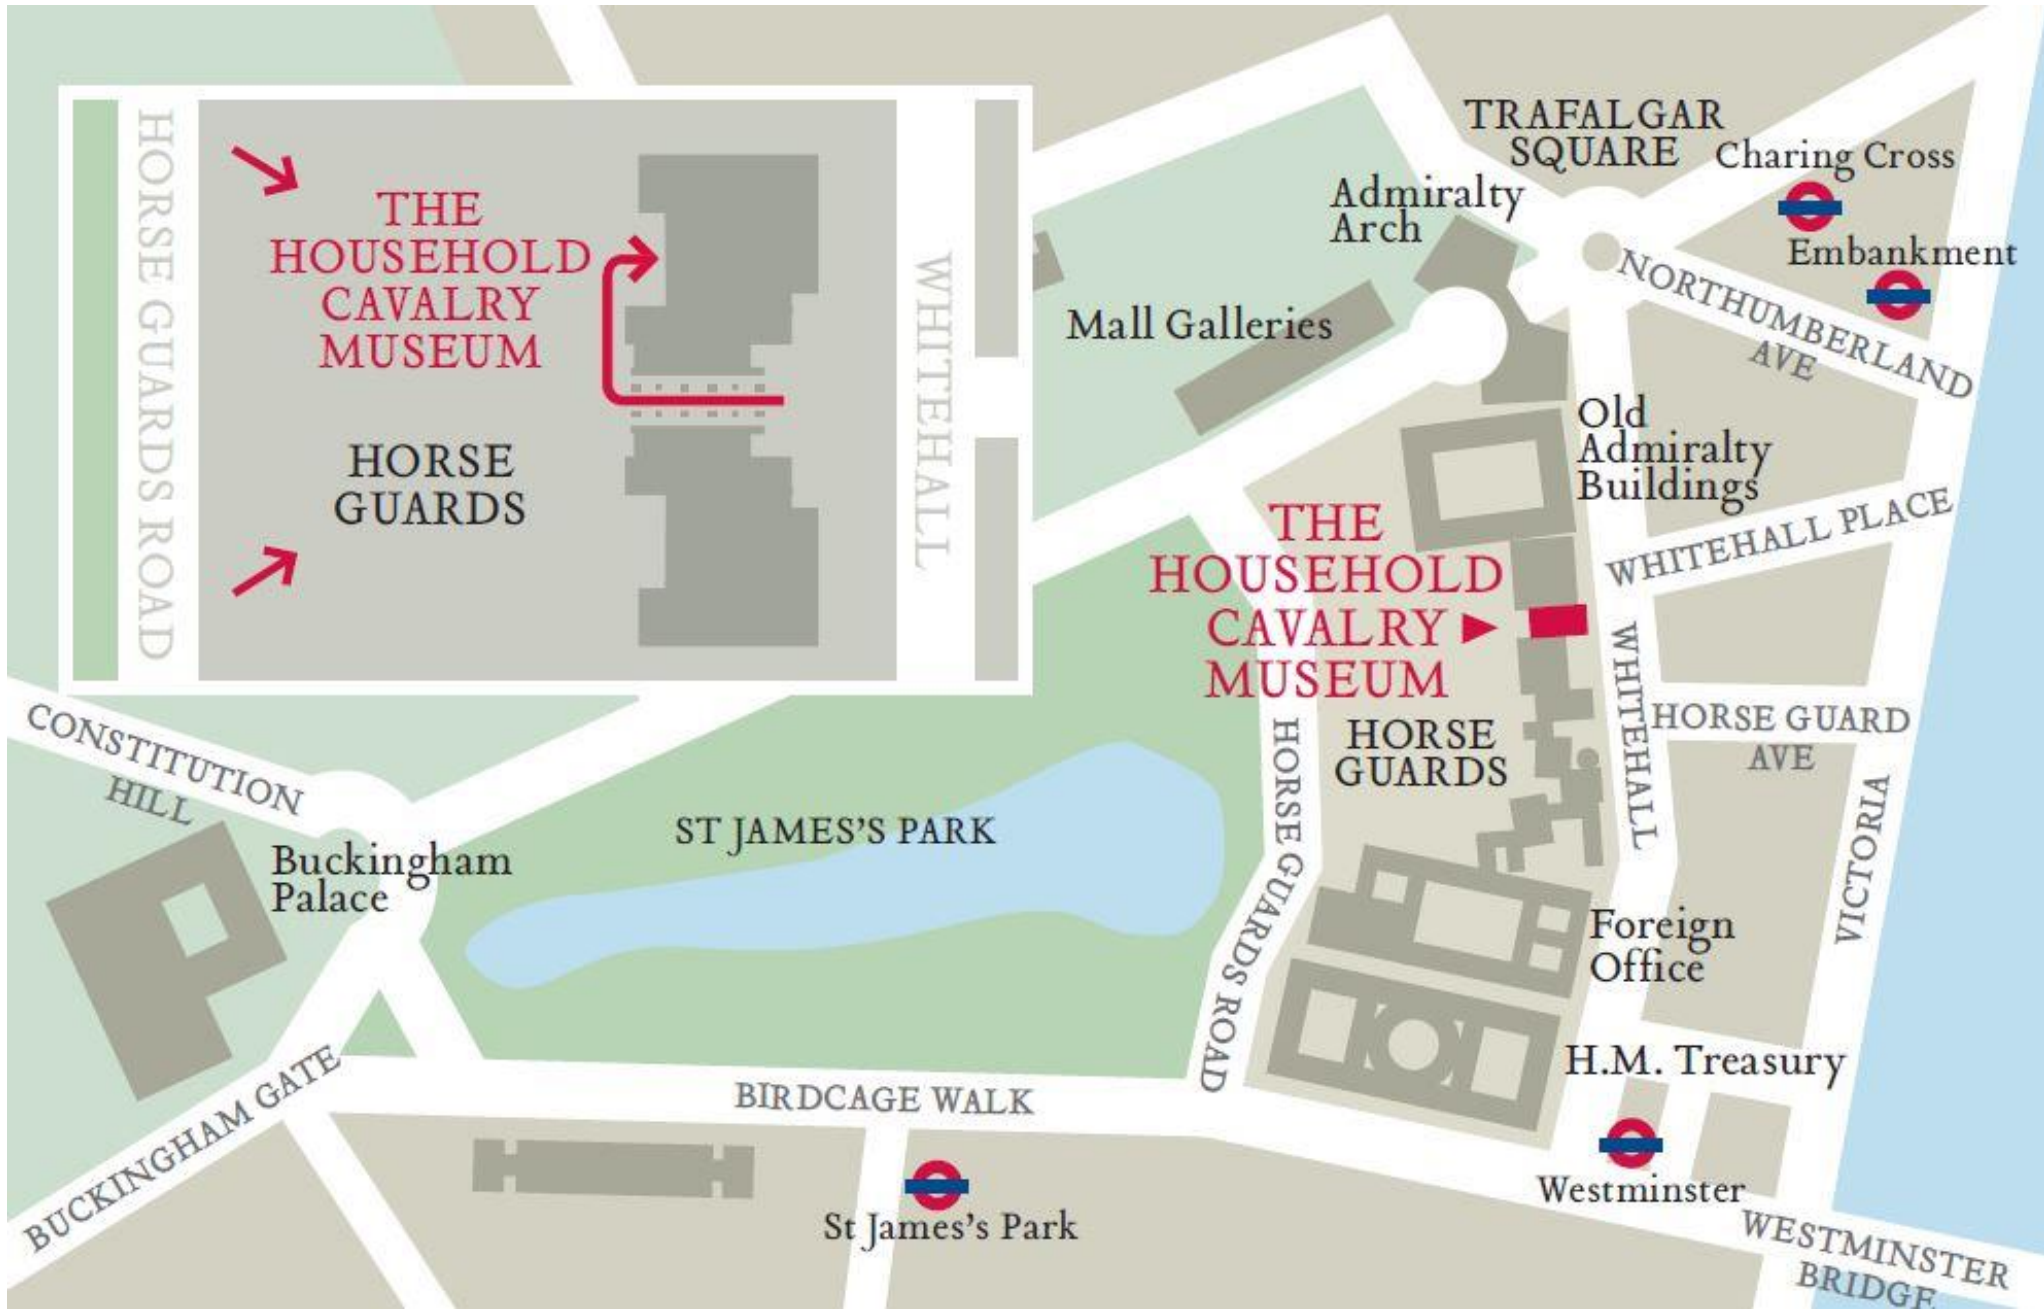 HORSE GUARDS ROAD
THE
HOUSEHOLD
CAVALRY
MUSEUM
HORSE
GUARDS
WHITEHALL
TRAFALGAR
SQUARE
Charing Cross
Embankment
Admiralty
Arch
Mall Galleries
NORTHUMBERLAND
AVE
Old
Admiralty
Buildings
WHITEHALL PLACE
THE
HOUSEHOLD
CAVALRY
MUSEUM
HORSE
GUARDS
WHITEHALL
HORSE GUARD
AVE
VICTORIA
HORSE GUARDS ROAD
CONSTITUTION
HILL
Buckingham
Palace
ST JAMES'S PARK
Foreign
Office
H.M. Treasury
BUCKINGHAM GATE
BIRDCAGE WALK
St James's Park
Westminster
WESTMINSTER
BRIDGE